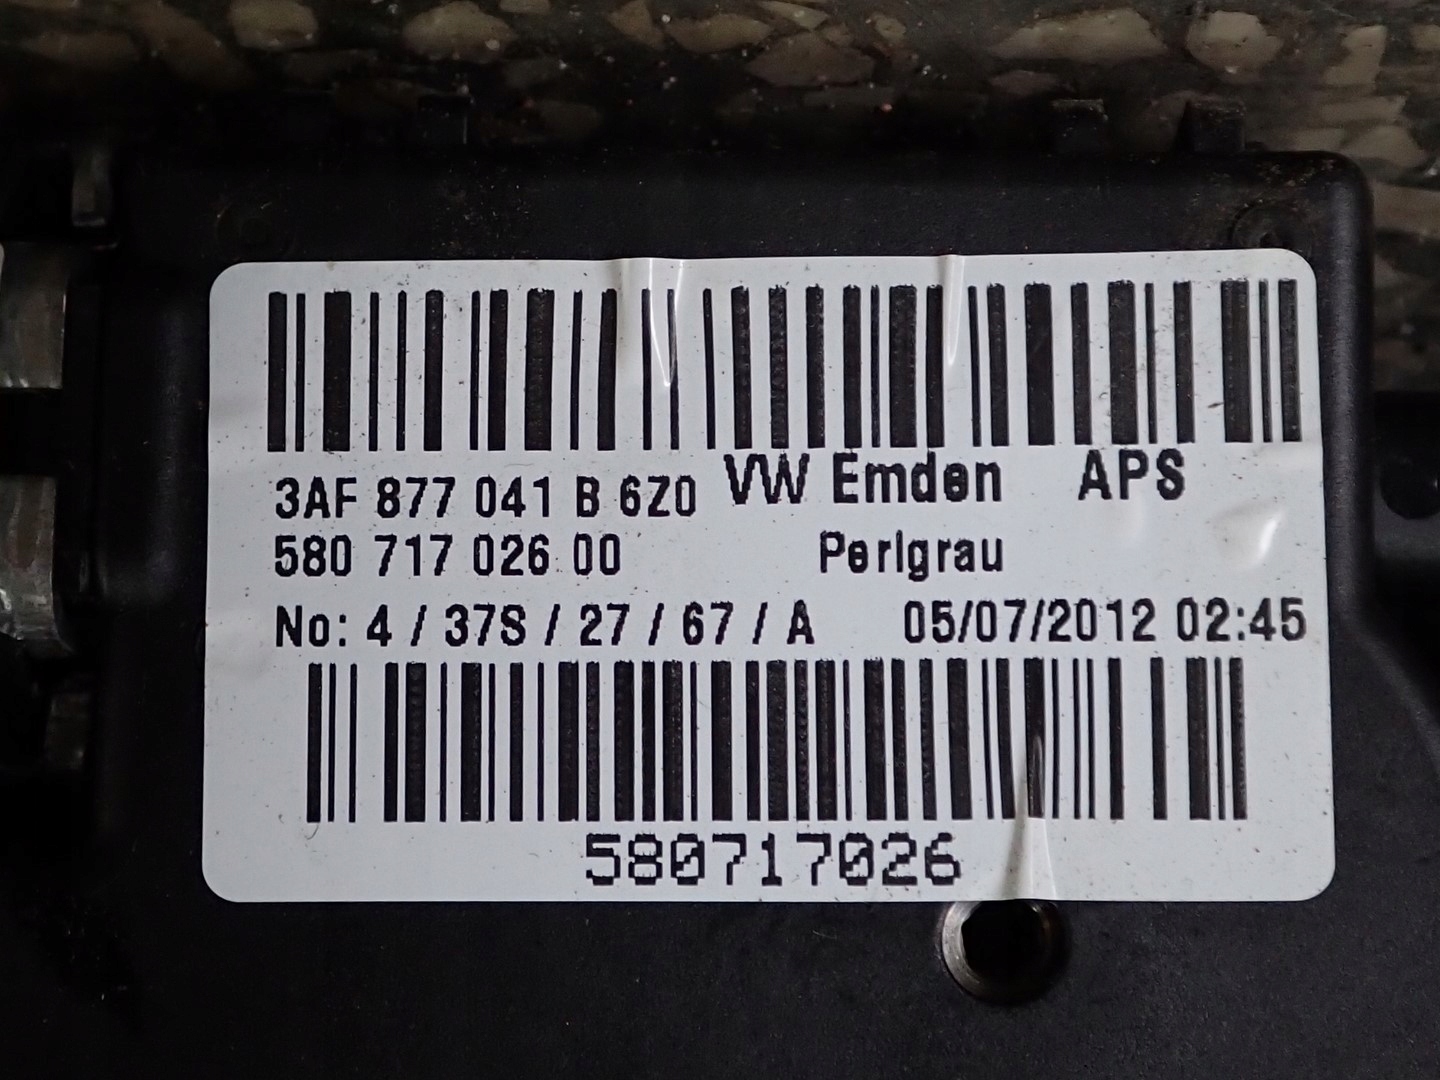 3AF 877 041 B 6Z0 VW Emden APS
580 717 026 00 Perlgrau
No: 4 / 37S / 27 / 67 / A 05/07/2012 02:45
580717026